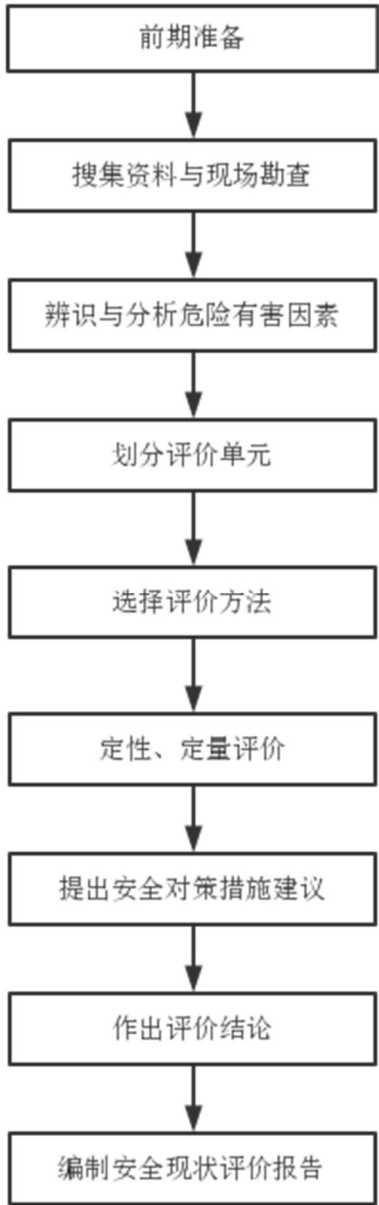 前期准备
搜集资料与现场勘查
辨识与分析危险有害因素
划分评价单元
选择评价方法
定性、定量评价
提出安全对策措施建议
作出评价结论
编制安全现状评价报告